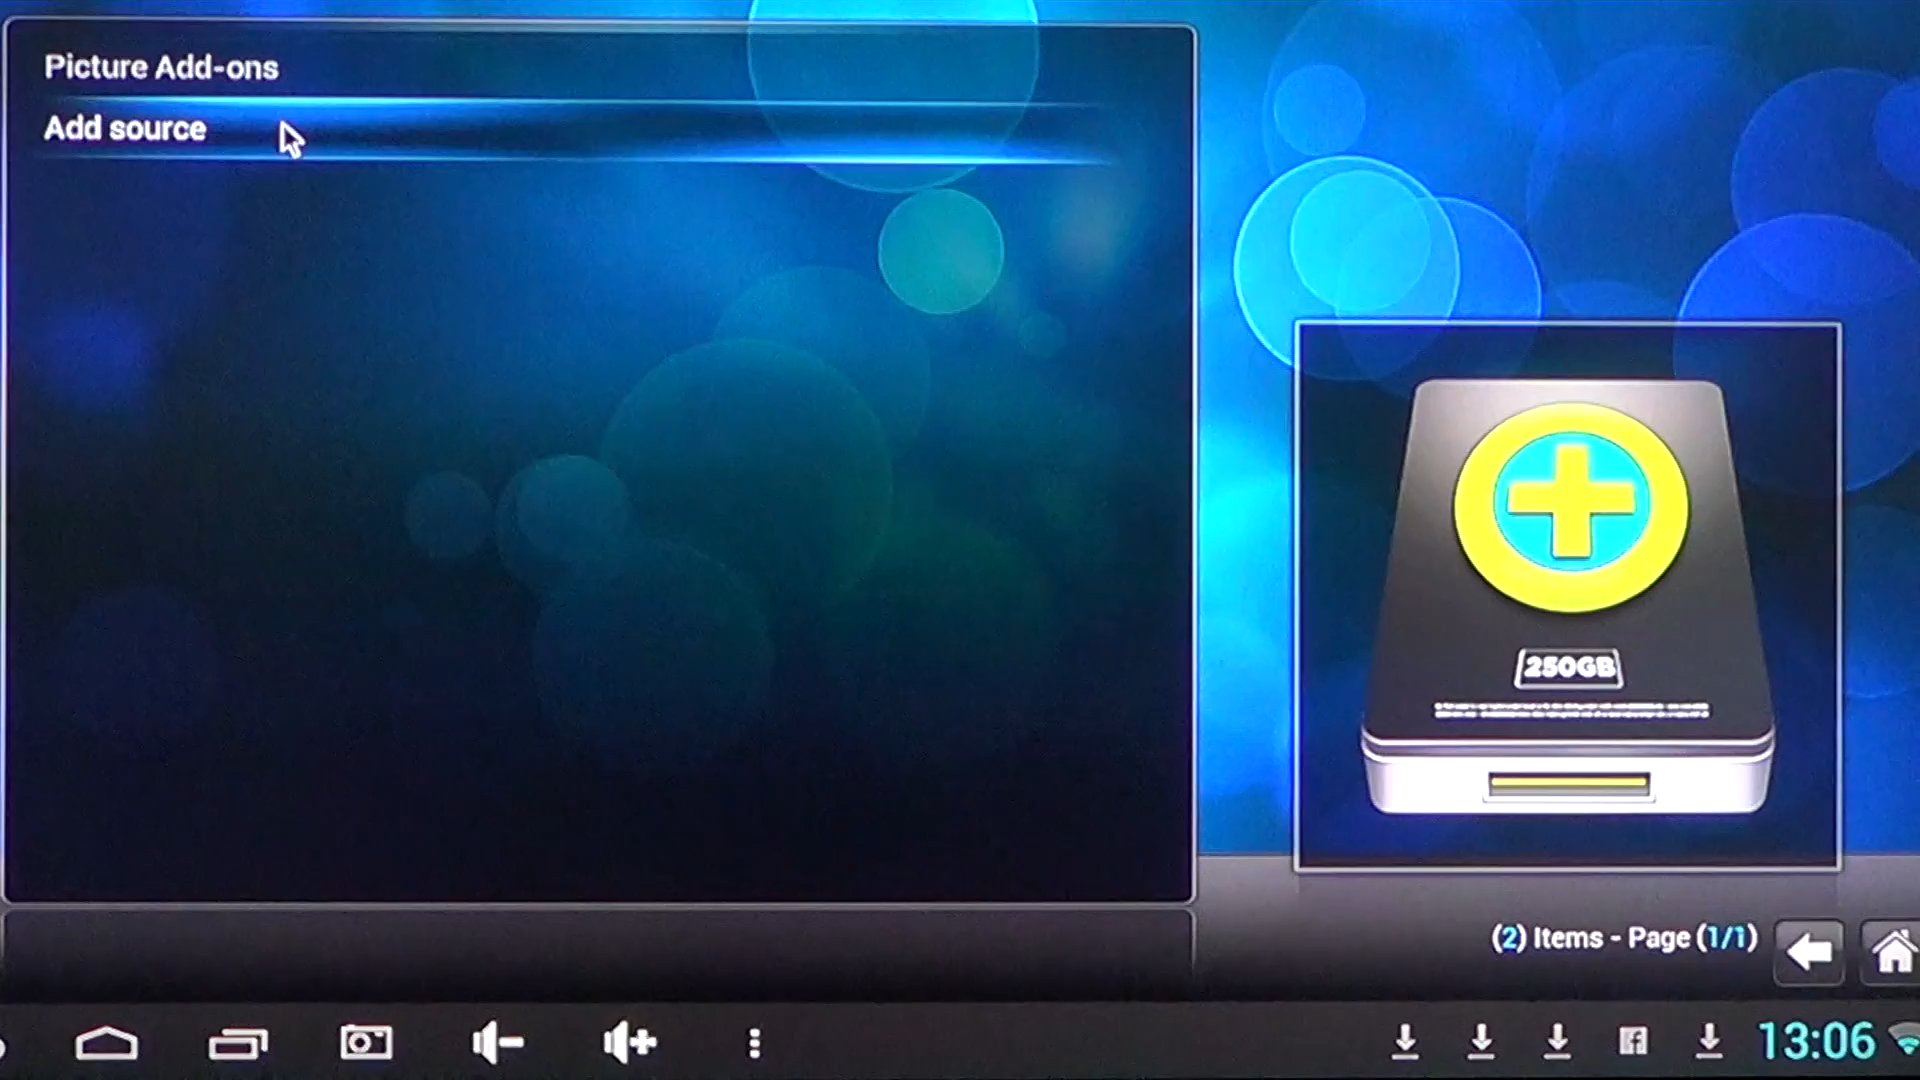 Picture Add-ons
Add source
250GB
(2) Items - Page (1/1)
13:06